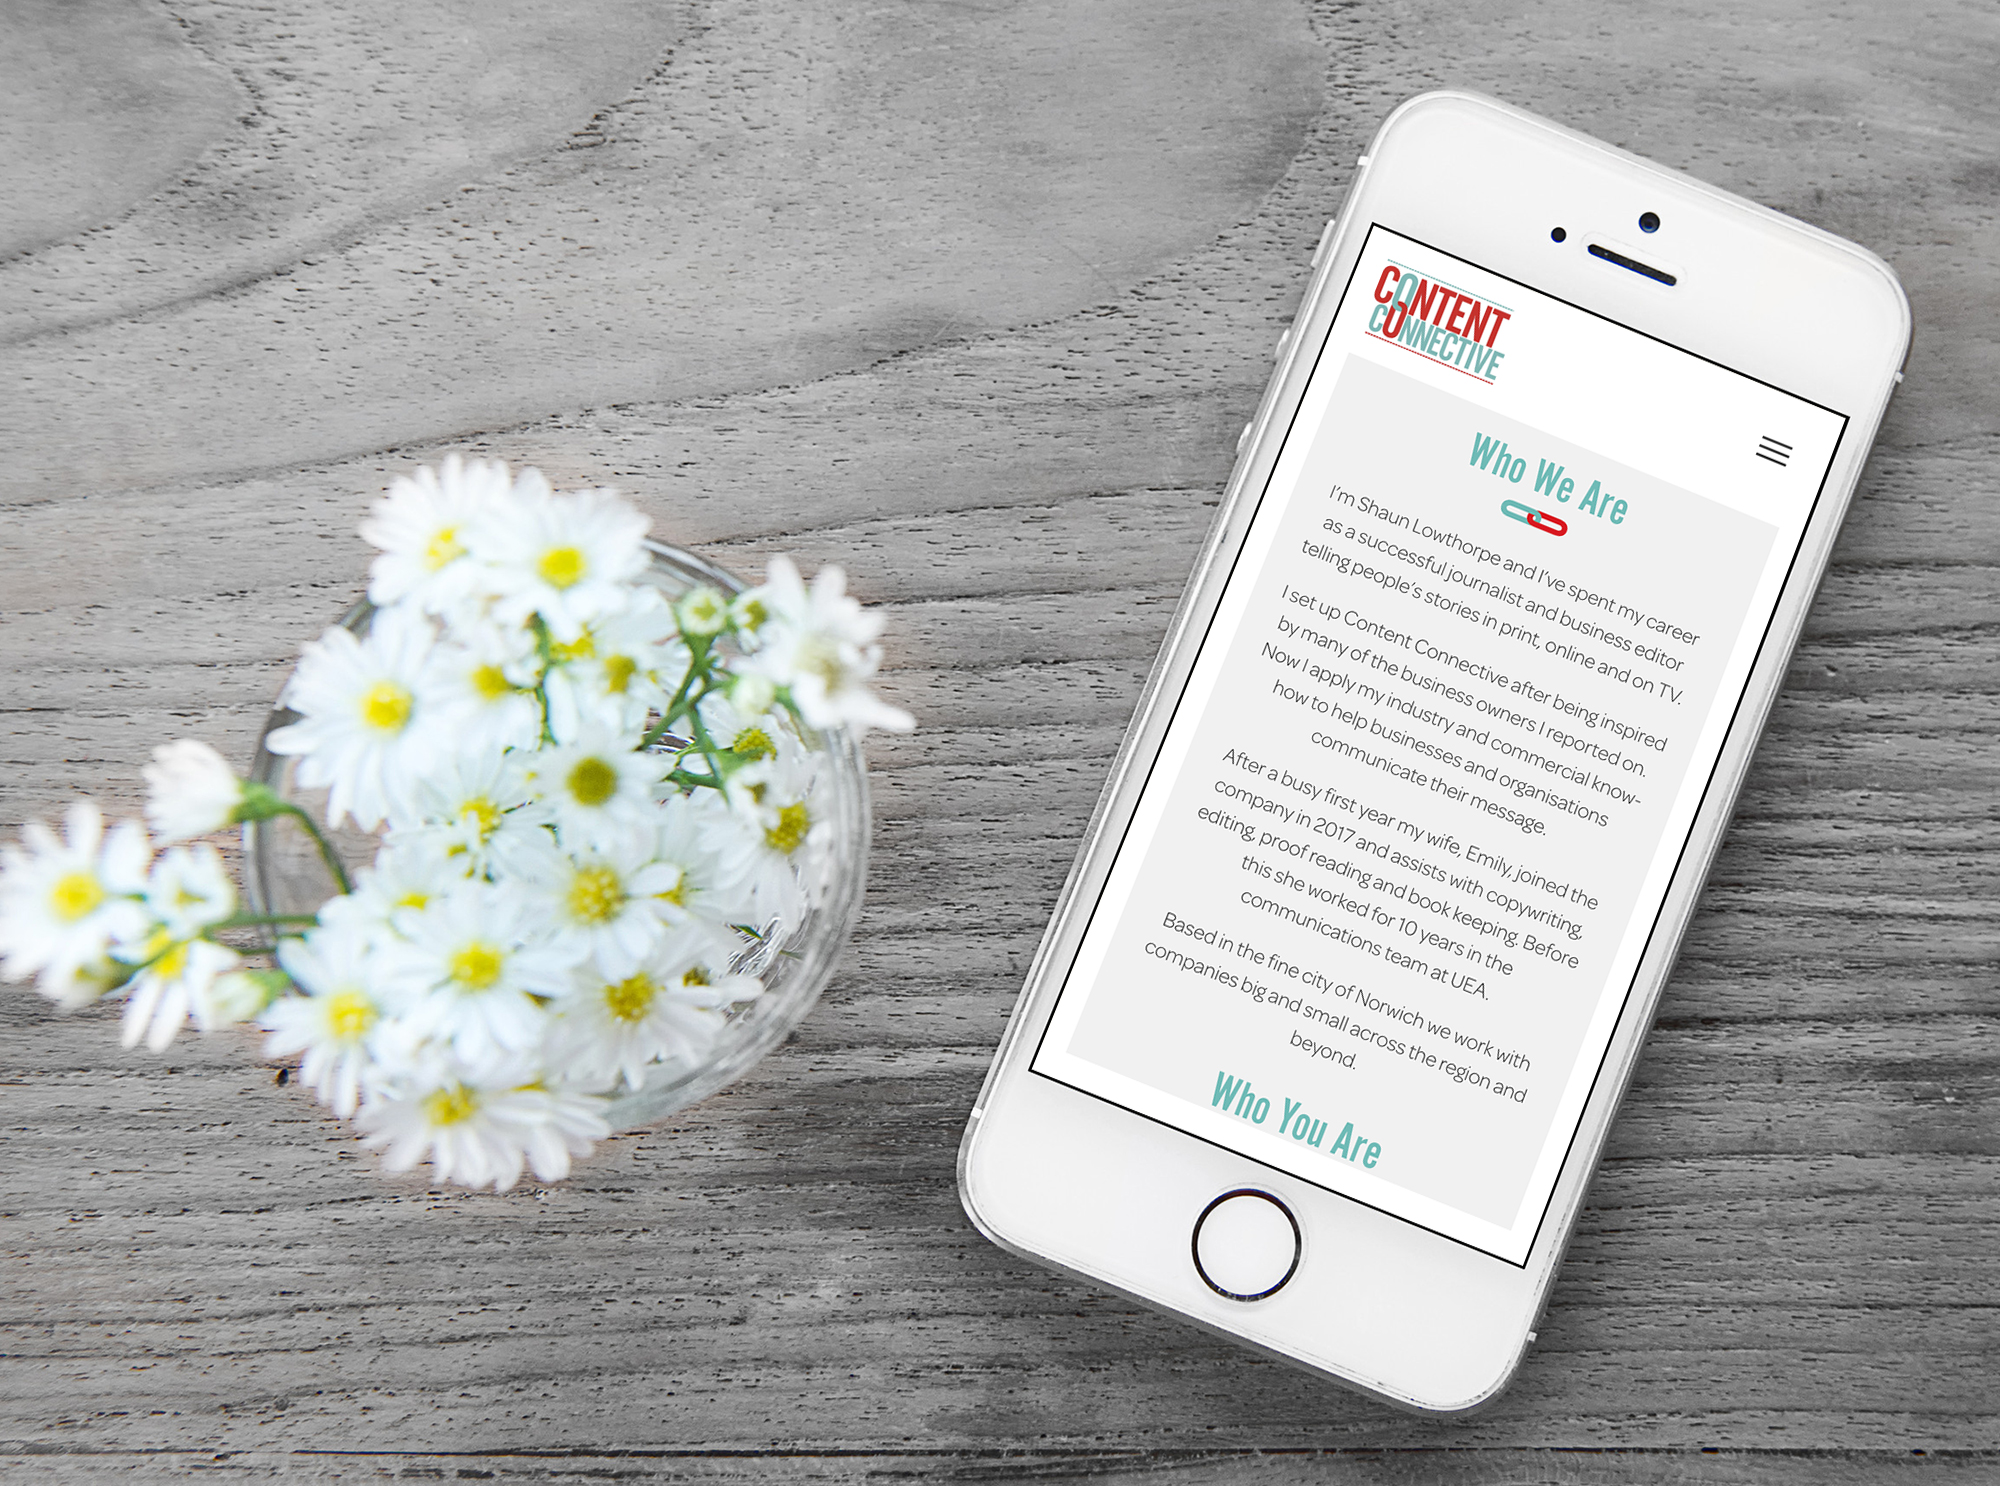 CONTENT
CONNECTIVE
Who We Are
I'm Shaun Lowthorpe and I've spent my career
as a successful journalist and business editor
telling people's stories in print, online and on TV.
I set up Content Connective after being inspired
by many of the business owners I reported on.
Now I apply my industry and commercial know-
how to help businesses and organisations
communicate their message.
After a busy first year my wife, Emily, joined the
company in 2017 and assists with copywriting,
editing, proof reading and book keeping. Before
this she worked for 10 years in the
communications team at UEA.
Based in the fine city of Norwich we work with
companies big and small across the region and
beyond.
Who You Are